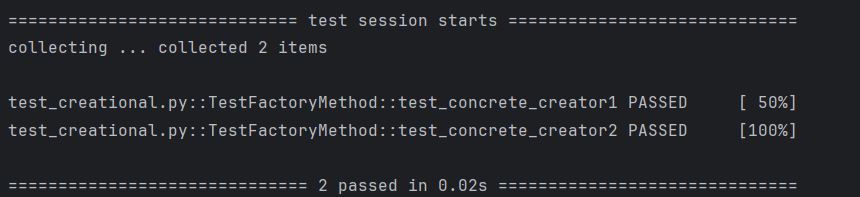 ============================= test session starts =============================
collecting ... collected 2 items
test_creational.py::TestFactoryMethod::test_concrete_creator1 PASSED     [ 50%]
test_creational.py::TestFactoryMethod::test_concrete_creator2 PASSED     [100%]
============================== 2 passed in 0.02s ==============================